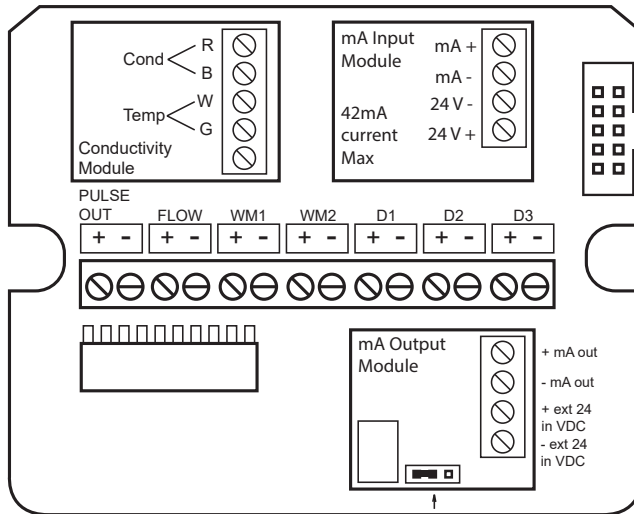 Cond
R
B
Temp
W
G
Conductivity
Module
mA Input
Module
42mA
current
Max
mA +
mA -
24 V -
24 V +
PULSE
OUT FLOW WM1 WM2 D1 D2 D3
+ - + - + - + - + - + - + -
mA Output
Module
+ mA out
- mA out
+ ext 24
in VDC
- ext 24
in VDC